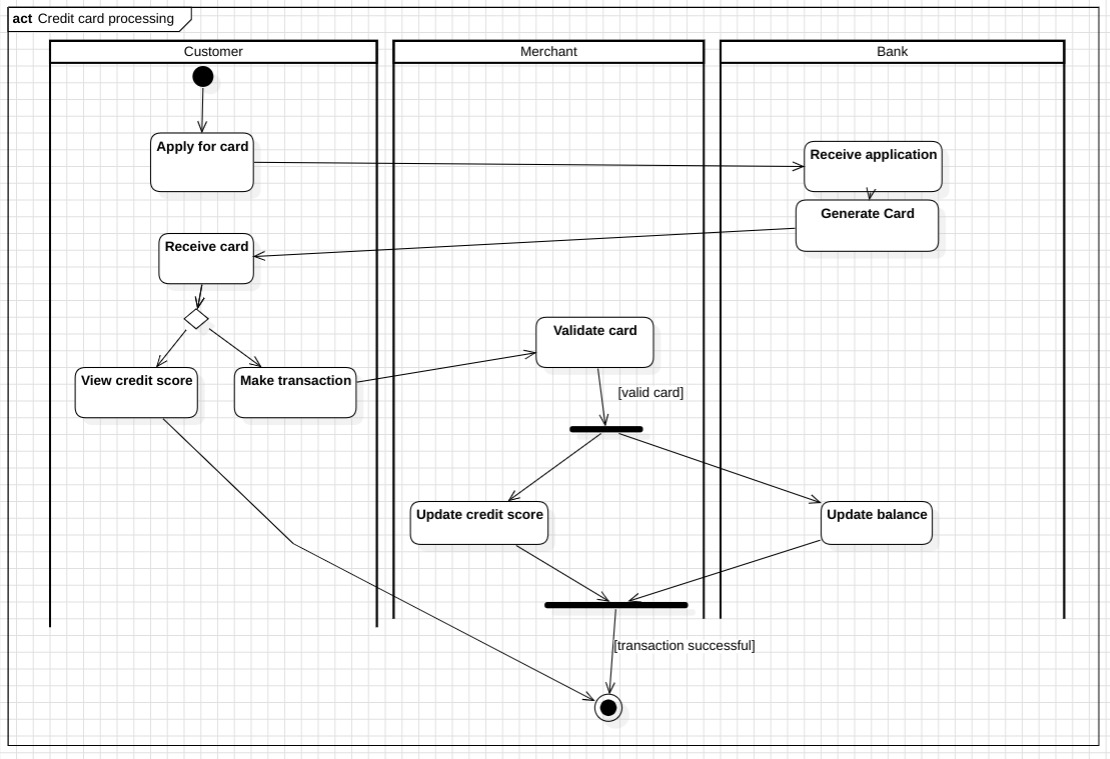 act Credit card processing
Customer
Merchant
Bank
Apply for card
Receive application
Generate Card
Receive card
Validate card
View credit score
Make transaction
[valid card]
Update credit score
Update balance
[transaction successful]